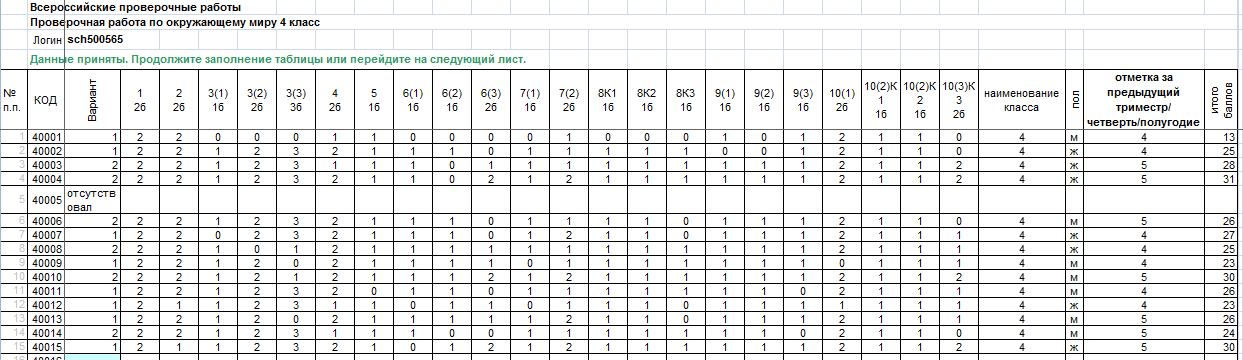 Всероссийские проверочные работы
Проверочная работа по окружающему миру 4 класс
Логин sch500565
Данные приняты. Продолжите заполнение таблицы или перейдите на следующий лист.
№ п.п. КОД Вариант 1 2б 2 2б 3(1) 1б 3(2) 2б 3(3) 3б 4 2б 5 1б 6(1) 1б 6(2) 1б 6(3) 2б 7(1) 1б 7(2) 2б 8К1 1б 8К2 1б 8К3 1б 9(1) 1б 9(2) 1б 9(3) 1б 10(1) 2б 10(2)К1 1б 10(2)К2 1б 10(3)К3 2б наименование класса пол отметка за предыдущий триместр/четверть/полугодие итого баллов
1 40001 1 2 2 0 0 0 1 1 0 0 0 0 1 0 0 0 1 0 1 2 1 1 0 4 м 4 13
2 40002 1 2 2 1 2 3 2 1 1 1 0 1 1 1 1 1 0 0 1 2 1 1 0 4 ж 4 25
3 40003 2 2 2 1 2 3 1 1 1 0 1 1 1 1 1 1 1 1 1 2 1 1 2 4 ж 5 28
4 40004 2 2 2 1 2 3 2 1 1 0 2 1 2 1 1 1 1 1 1 2 1 1 2 4 ж 5 31
5 40005 отсутствовал
6 40006 2 2 2 1 2 3 2 1 1 1 0 1 1 1 1 0 1 1 1 2 1 1 0 4 м 5 26
7 40007 1 2 2 0 2 3 2 1 1 1 0 1 2 1 1 0 1 1 1 2 1 1 1 4 ж 4 27
8 40008 2 2 2 1 0 1 2 1 1 1 1 1 1 1 1 1 1 1 1 2 1 1 1 4 ж 4 25
9 40009 1 2 2 1 2 0 2 1 1 1 1 0 1 1 1 1 1 1 1 0 1 1 1 4 м 4 23
10 40010 2 2 2 1 2 1 2 1 1 1 2 1 2 1 1 1 1 1 1 2 1 1 2 4 м 5 30
11 40011 1 2 2 1 2 3 2 0 1 1 0 1 1 1 1 1 1 1 0 2 1 1 1 4 м 4 26
12 40012 1 2 1 1 2 3 1 1 0 1 1 0 1 1 1 0 1 1 1 1 1 1 1 4 ж 4 23
13 40013 1 2 2 1 2 0 2 1 1 1 1 1 2 1 1 0 1 1 1 2 1 1 1 4 м 5 26
14 40014 2 2 2 1 2 3 1 1 1 0 0 1 1 1 1 1 1 1 0 2 1 1 0 4 м 5 24
15 40015 1 2 1 1 2 3 2 1 0 1 2 1 2 1 1 1 1 1 1 2 1 1 2 4 ж 5 30